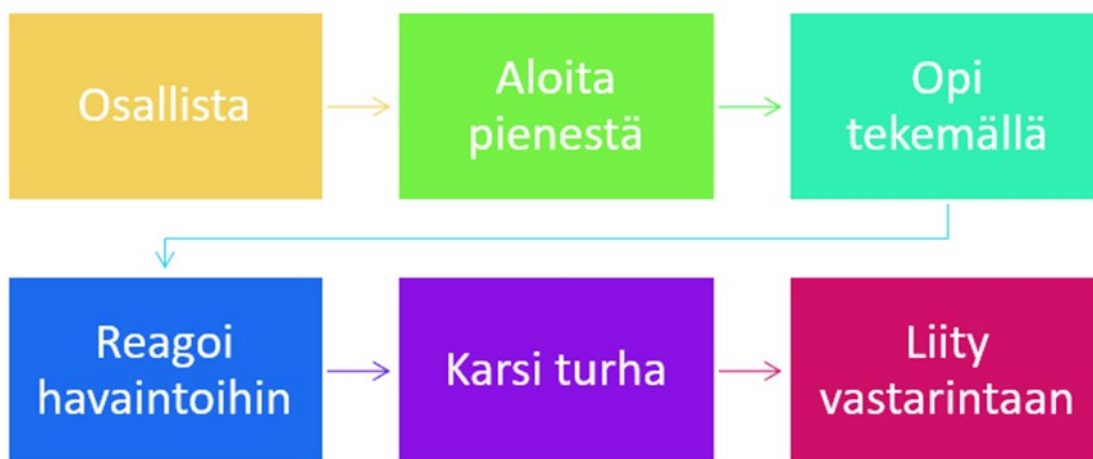 Osallista
Aloita
pienestä
Opi
tekemällä
Reagoi
havaintoihin
Karsi turha
Liity
vastarintaan